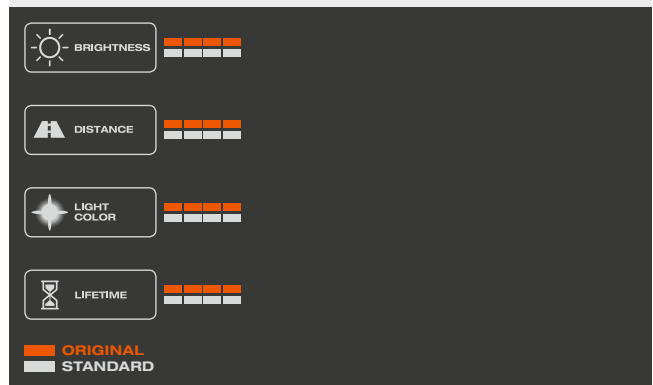 BRIGHTNESS
DISTANCE
LIGHT
COLOR
LIFETIME
ORIGINAL
STANDARD